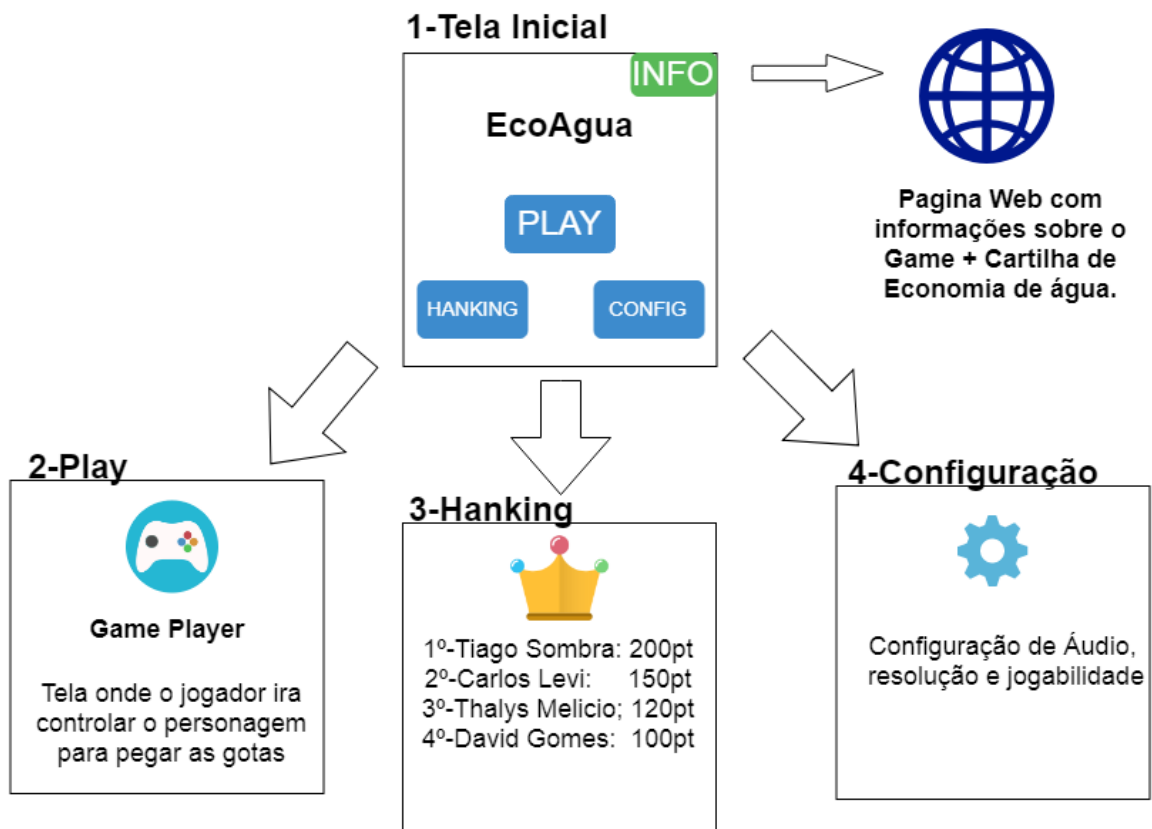 1-Tela Inicial
INFO
EcoAgua
PLAY
HANKING
CONFIG
Pagina Web com
informações sobre o
Game + Cartilha de
Economia de água.
2-Play
Game Player
Tela onde o jogador ira
controlar o personagem
para pegar as gotas
3-Hanking
1º-Tiago Sombra: 200pt
2º-Carlos Levi: 150pt
3º-Thalys Melicio; 120pt
4º-David Gomes: 100pt
4-Configuração
Configuração de Áudio,
resolução e jogabilidade